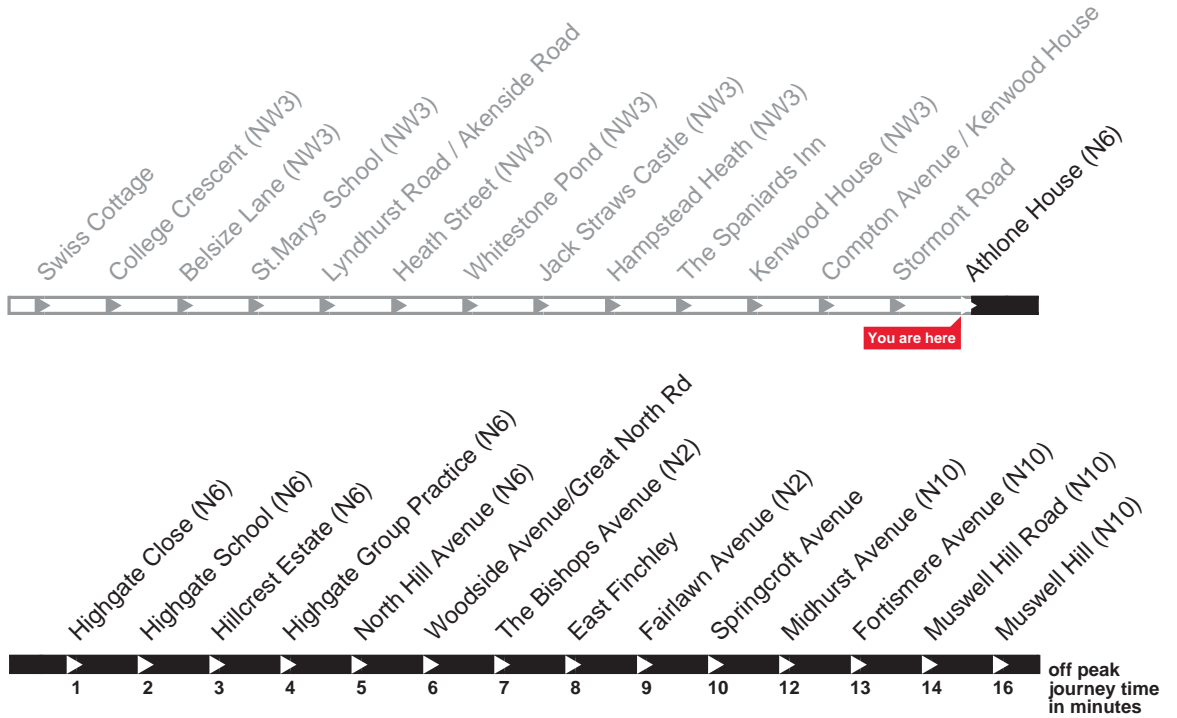 Swiss Cottage
College Crescent (NW3)
Belsize Lane (NW3)
St.Marys School (NW3)
Lyndhurst Road / Akenside Road
Heath Street (NW3)
Whitestone Pond (NW3)
Jack Straws Castle (NW3)
Hampstead Heath (NW3)
The Spaniards Inn
Kenwood House (NW3)
Compton Avenue / Kenwood House
Stormont Road
Athlone House (N6)
You are here
Highgate Close (N6)
Highgate School (N6)
Hillcrest Estate (N6)
Highgate Group Practice (N6)
North Hill Avenue (N6)
Woodside Avenue/Great North Rd
The Bishops Avenue (N2)
East Finchley
Fairlawn Avenue (N2)
Springcroft Avenue
Midhurst Avenue (N10)
Fortismere Avenue (N10)
Muswell Hill Road (N10)
Muswell Hill (N10)
1 2 3 4 5 6 7 8 9 10 12 13 14 16
off peak
journey time
in minutes